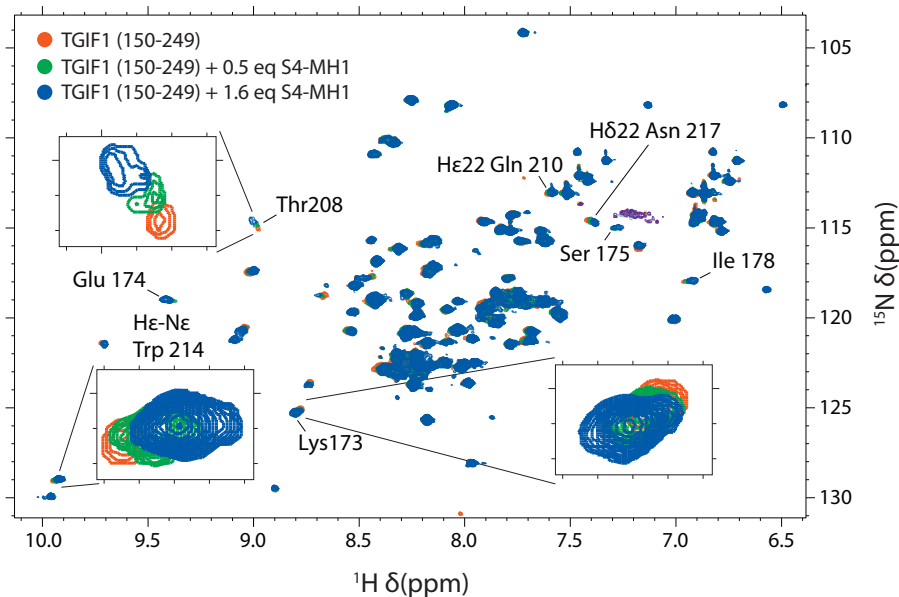 TGIF1 (150-249)
TGIF1 (150-249) + 0.5 eq S4-MH1
TGIF1 (150-249) + 1.6 eq S4-MH1
Hδ22 Asn 217
Hε22 Gln 210
Thr208
Ser 175
Ile 178
Glu 174
Hε-Nε
Trp 214
Lys173
105
110
115
120
125
130
¹⁵N δ(ppm)
10.0 9.5 9.0 8.5 8.0 7.5 7.0 6.5
¹H δ(ppm)